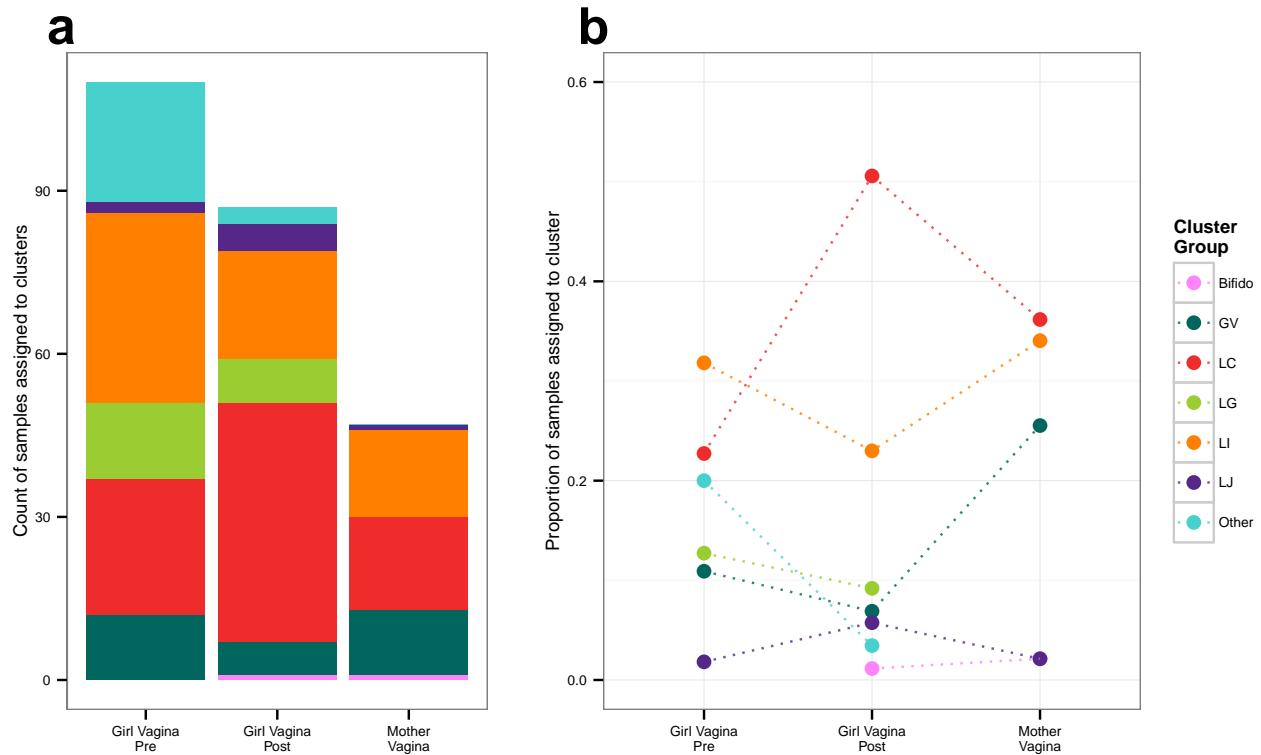 a
Count of samples assigned to clusters
90
60
30
0
Girl Vagina
Pre
Girl Vagina
Post
Mother
Vagina
b
Proportion of samples assigned to cluster
0.6
0.4
0.2
0.0
Girl Vagina
Pre
Girl Vagina
Post
Mother
Vagina
Cluster
Group
Bifido
GV
LC
LG
LI
LJ
Other